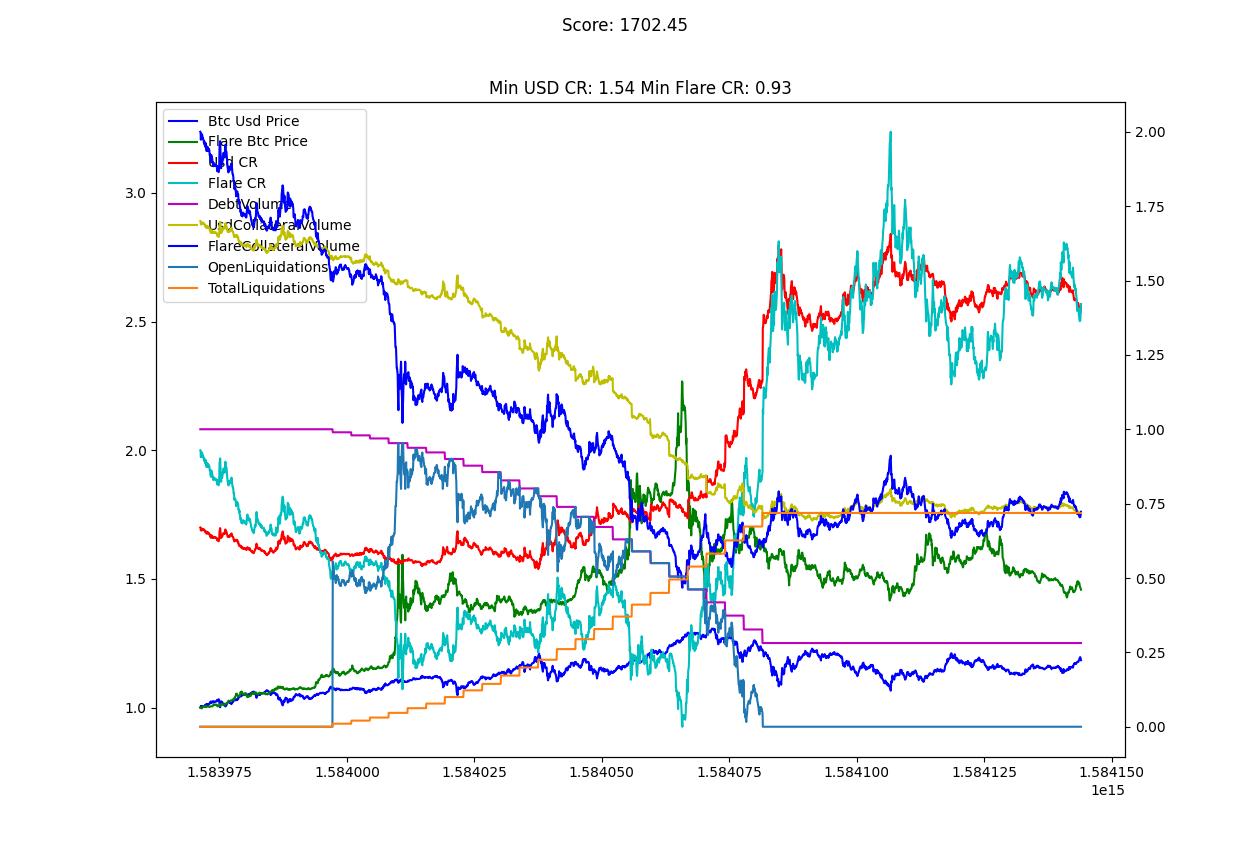 Score: 1702.45
Min USD CR: 1.54 Min Flare CR: 0.93
Btc Usd Price
Flare Btc Price
Usd CR
Flare CR
DebtVolume
UsdCollateralVolume
FlareCollateralVolume
OpenLiquidations
TotalLiquidations
3.0
2.5
2.0
1.5
1.0
2.00
1.75
1.50
1.25
1.00
0.75
0.50
0.25
0.00
1.583975 1.584000 1.584025 1.584050 1.584075 1.584100 1.584125 1.584150
1e15